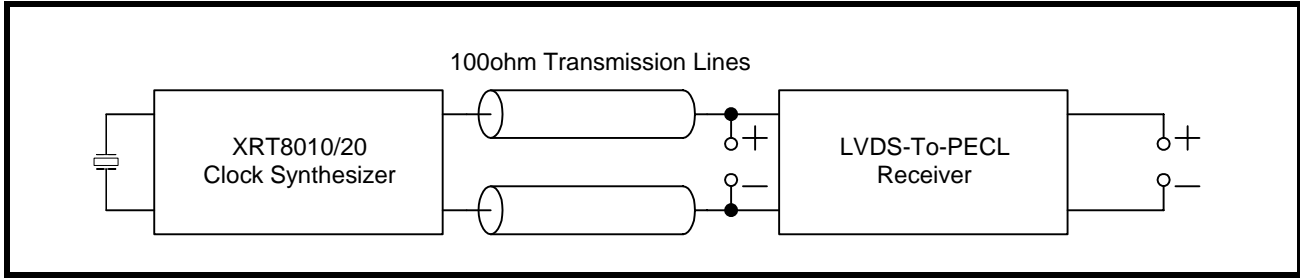 100ohm Transmission Lines
XRT8010/20
Clock Synthesizer
+
−
LVDS-To-PECL
Receiver
+
−